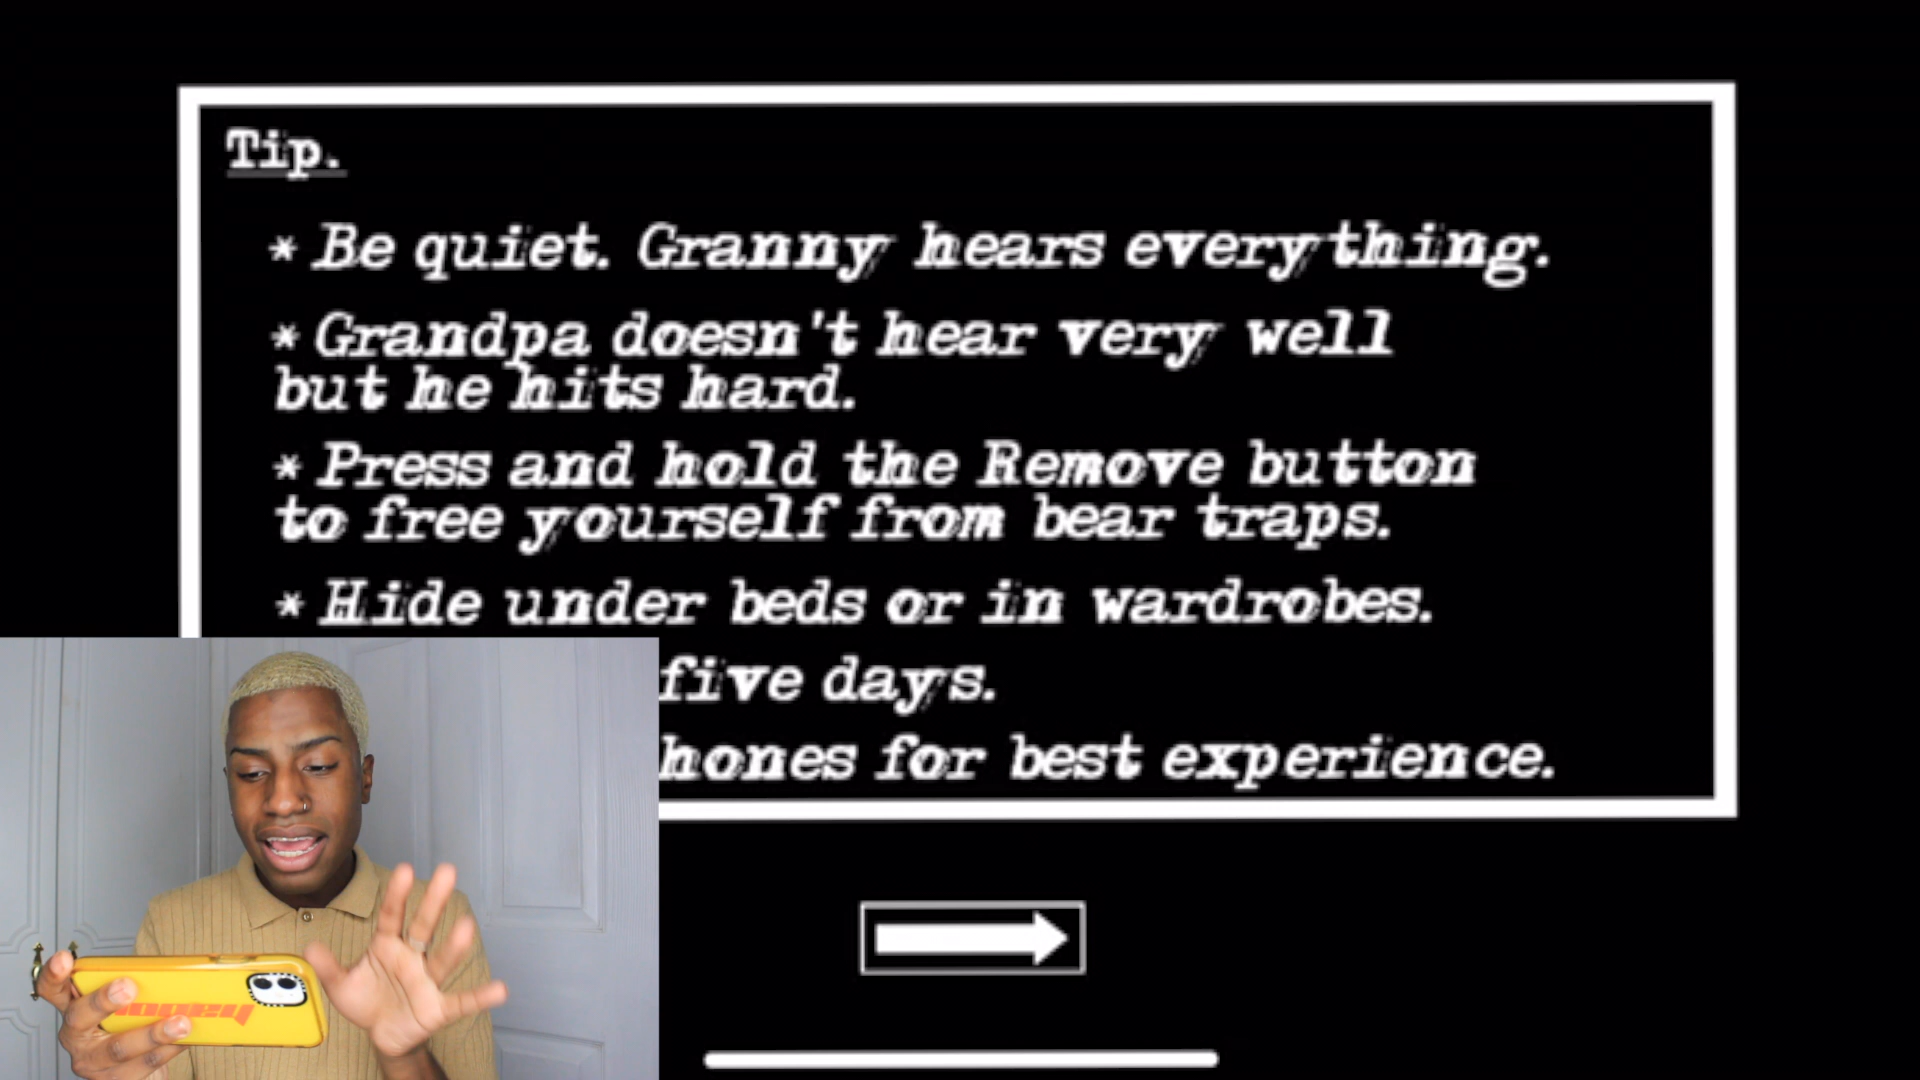 Tip.
* Be quiet. Granny hears everything.
* Grandpa doesn't hear very well
but he hits hard.
* Press and hold the Remove button
to free yourself from bear traps.
* Hide under beds or in wardrobes.
five days.
hones for best experience.